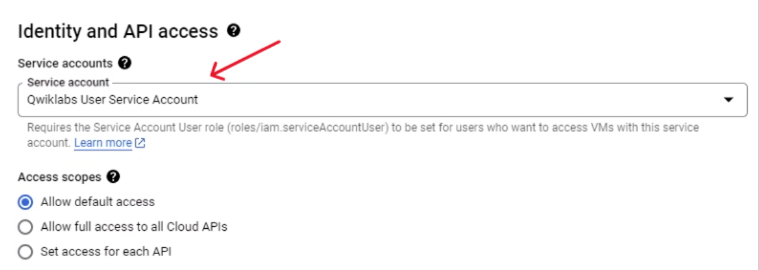 Identity and API access
Service accounts
Service account
Qwiklabs User Service Account
Requires the Service Account User role (roles/iam.serviceAccountUser) to be set for users who want to access VMs with this service
account. Learn more
Access scopes
Allow default access
Allow full access to all Cloud APIs
Set access for each API